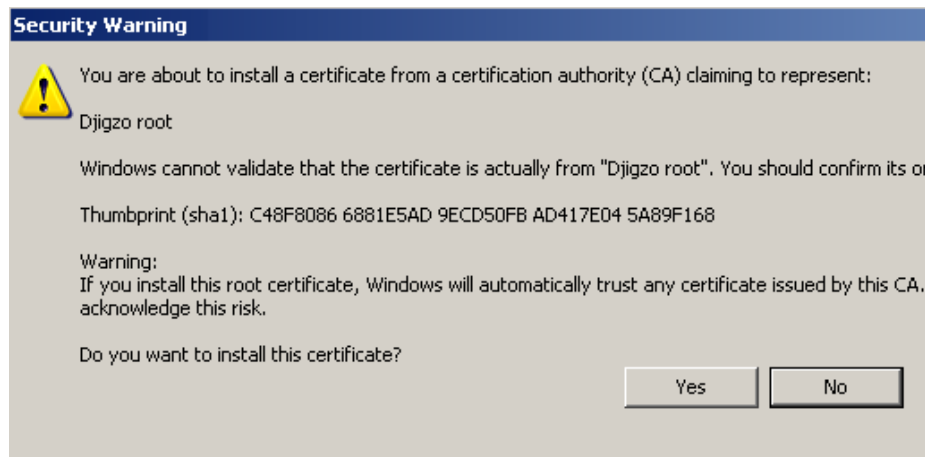 Security Warning
You are about to install a certificate from a certification authority (CA) claiming to represent:
Djigzo root
Windows cannot validate that the certificate is actually from "Djigzo root". You should confirm its
Thumbprint (sha1): C48F8086 6881E5AD 9ECD50FB AD417E04 5A89F168
Warning:
If you install this root certificate, Windows will automatically trust any certificate issued by this CA.
acknowledge this risk.
Do you want to install this certificate?
Yes
No